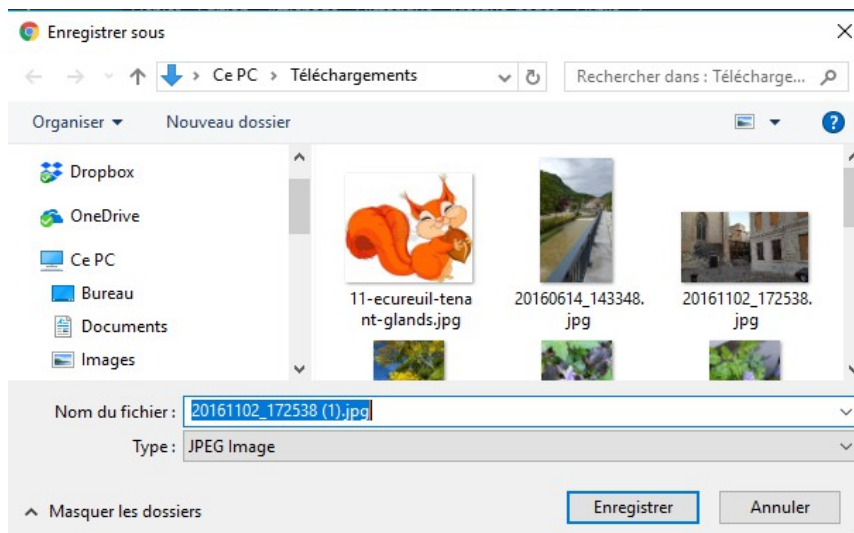 Enregistrer sous
Ce PC > Téléchargements
Rechercher dans : Télécharge...
Organiser
Nouveau dossier
?
Dropbox
OneDrive
Ce PC
Bureau
Documents
Images
11-ecureuil-tena
nt-glands.jpg
20160614_143348.
jpg
20161102_172538.
jpg
Nom du fichier :
20161102_172538 (1).jpg
Type :
JPEG Image
Masquer les dossiers
Enregistrer
Annuler